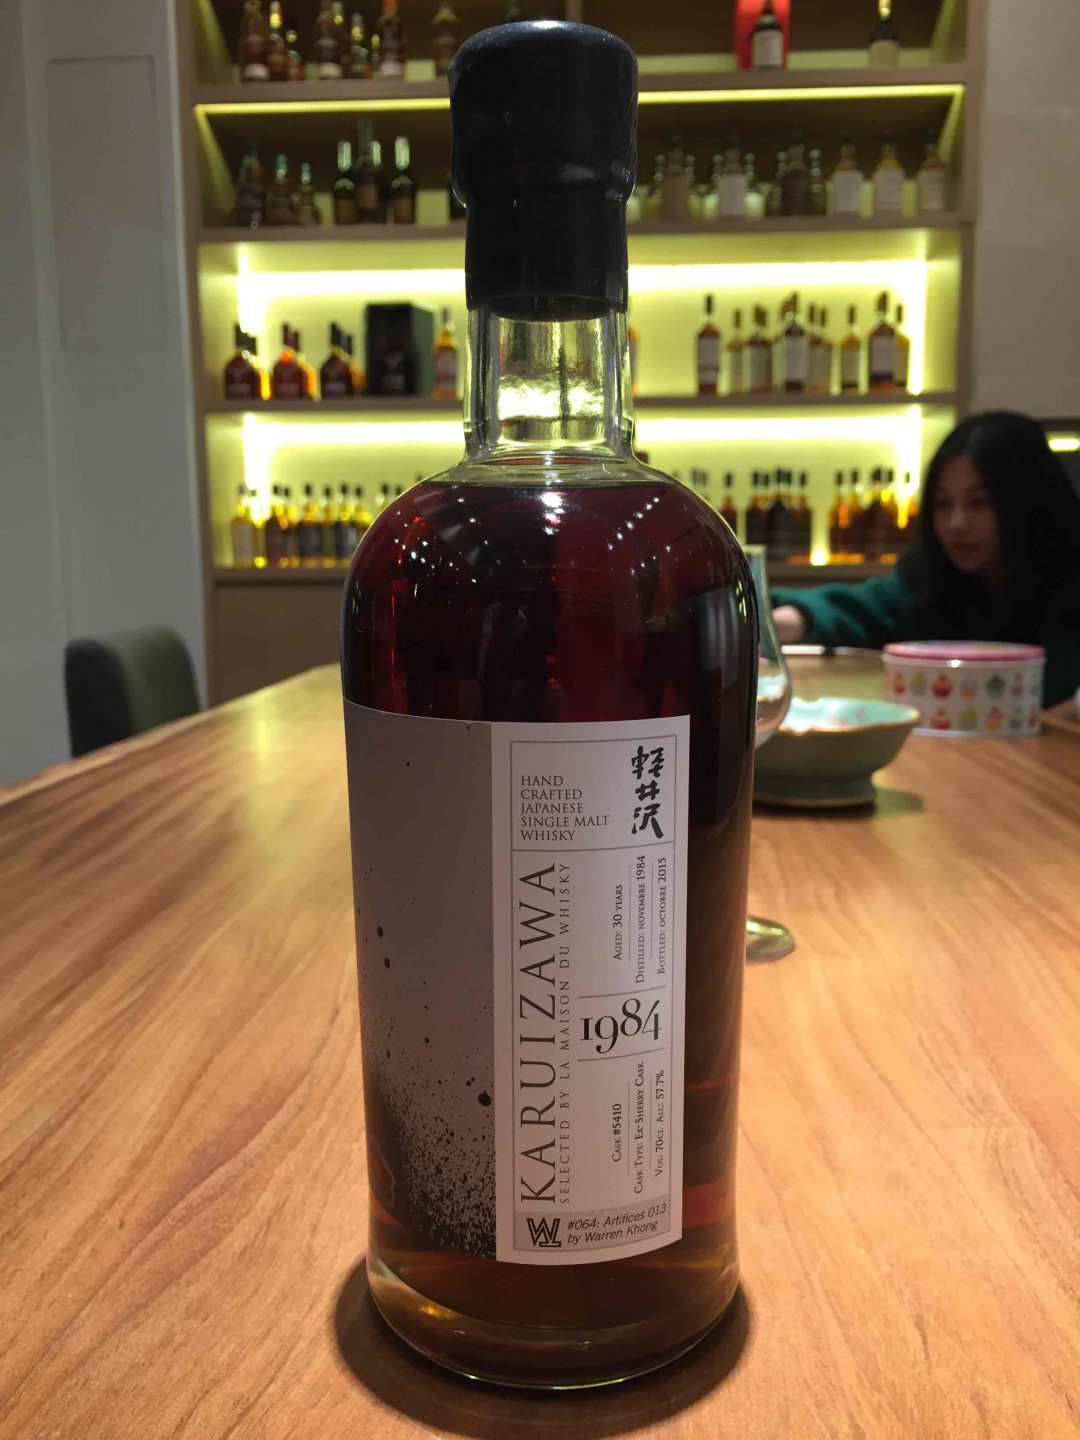 HAND
CRAFTED
JAPANESE
SINGLE MALT
WHISKY
軽井沢
KARUIZAWA
SELECTED BY LA MAISON DU WHISKY
AGED: 30 YEARS
DISTILLED: NOVEMBRE 1984
BOTTLED: OCTOBRE 2015
1984
CASK #5410
CASK TYPE: EX-SHERRY CASK
VOL: 70CL ALC: 57.7%
#064: Artifices 013
by Warren Khong